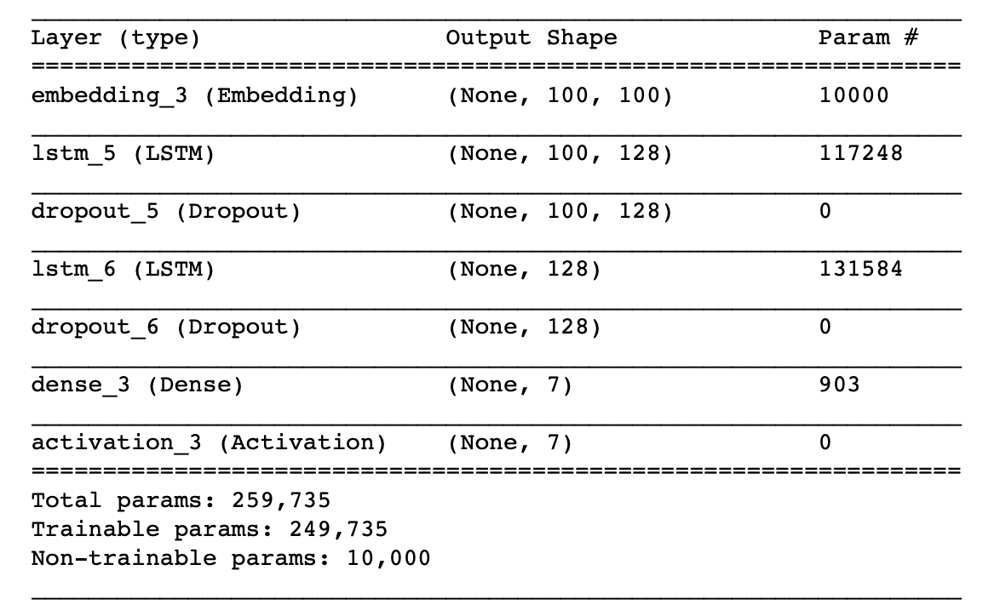 _________________________________________________________________
Layer (type)                 Output Shape              Param #
=================================================================
embedding_3 (Embedding)      (None, 100, 100)          10000
_________________________________________________________________
lstm_5 (LSTM)                (None, 100, 128)          117248
_________________________________________________________________
dropout_5 (Dropout)          (None, 100, 128)          0
_________________________________________________________________
lstm_6 (LSTM)                (None, 128)               131584
_________________________________________________________________
dropout_6 (Dropout)          (None, 128)               0
_________________________________________________________________
dense_3 (Dense)              (None, 7)                 903
_________________________________________________________________
activation_3 (Activation)    (None, 7)                 0
=================================================================
Total params: 259,735
Trainable params: 249,735
Non-trainable params: 10,000
_________________________________________________________________